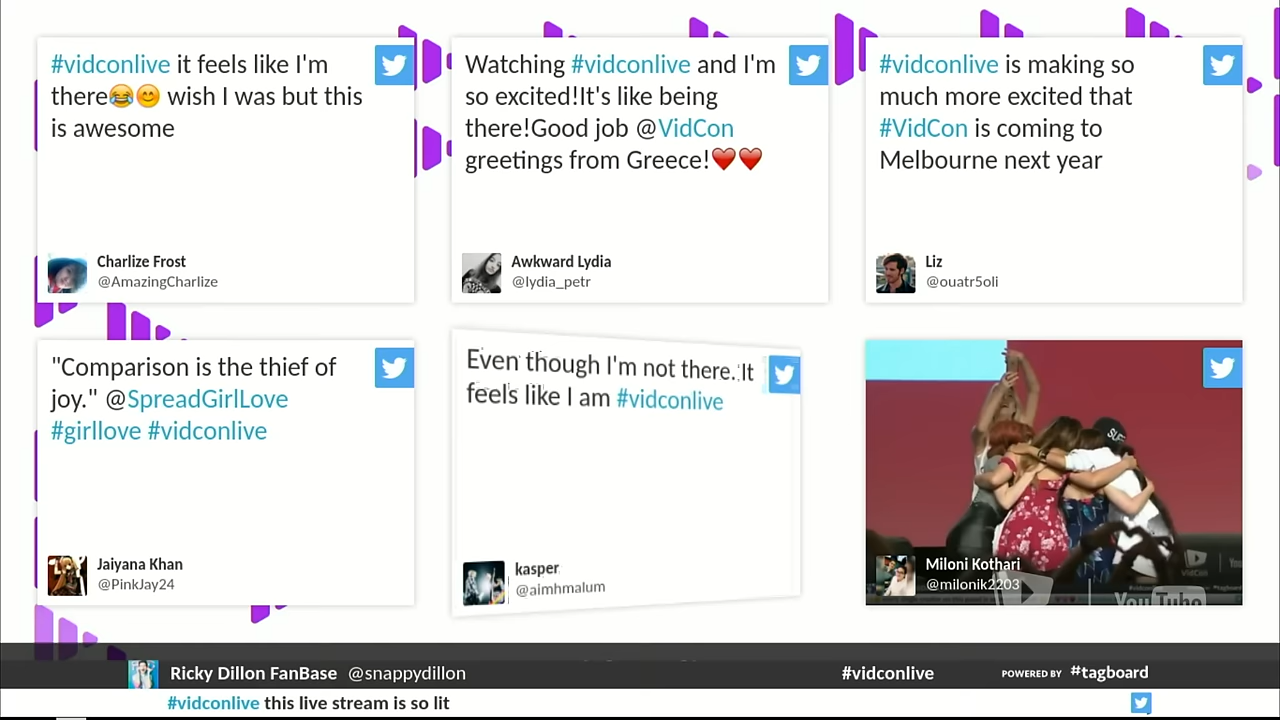 #vidconlive it feels like I'm
there😂😊 wish I was but this
is awesome
Charlize Frost
@AmazingCharlize
Watching #vidconlive and I'm
so excited!It's like being
there!Good job @VidCon
greetings from Greece!❤️❤️
Awkward Lydia
@lydia_petr
#vidconlive is making so
much more excited that
#VidCon is coming to
Melbourne next year
Liz
@ouatr5oli
"Comparison is the thief of
joy." @SpreadGirlLove
#girllove #vidconlive
Jaiyana Khan
@PinkJay24
Even though I'm not there. It
feels like I am #vidconlive
kasper
@aimhmalum
Miloni Kothari
@milonik2203
YouTube
Ricky Dillon FanBase @snappydillon
#vidconlive
POWERED BY #tagboard
#vidconlive this live stream is so lit